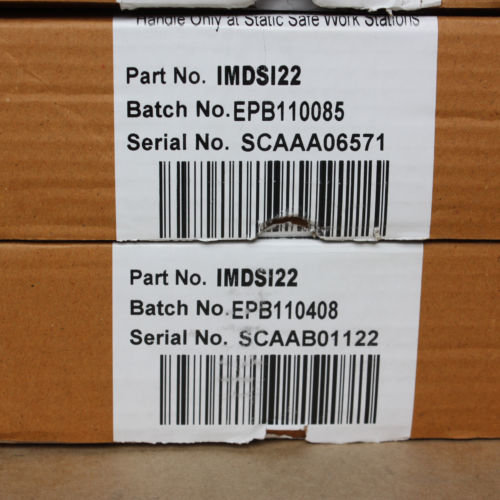 Handle Only at Static Safe Work Stations
Part No. IMDSI22
Batch No.EPB110085
Serial No. SCAAA06571
Part No. IMDSI22
Batch No.EPB110408
Serial No. SCAAB01122